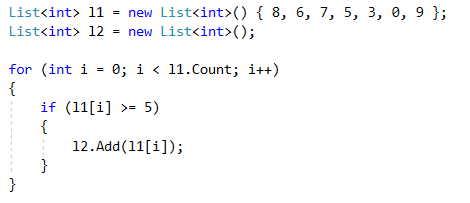 List<int> l1 = new List<int>() { 8, 6, 7, 5, 3, 0, 9 };
List<int> l2 = new List<int>();

for (int i = 0; i < l1.Count; i++)
{
    if (l1[i] >= 5)
    {
        l2.Add(l1[i]);
    }
}